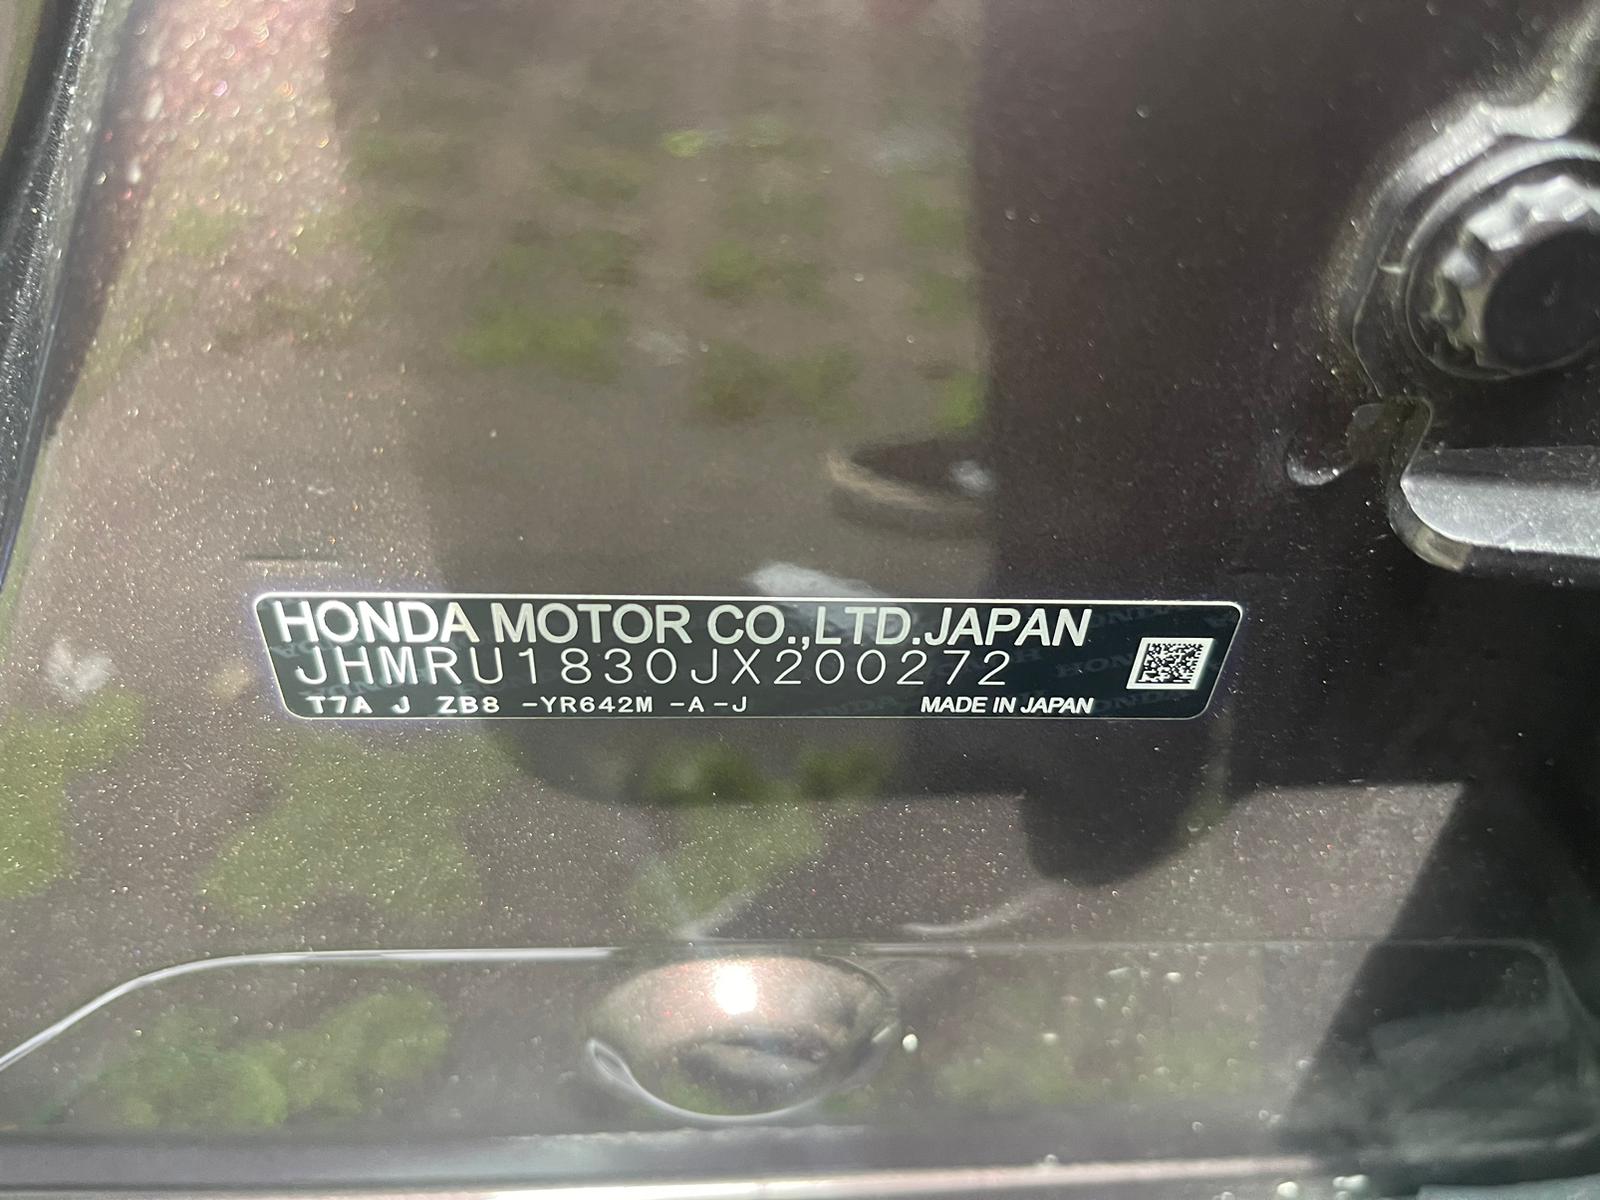 HONDA MOTOR CO.,LTD.JAPAN
JHMRU1830JX200272
T7A J ZB8 -YR642M -A-J
MADE IN JAPAN